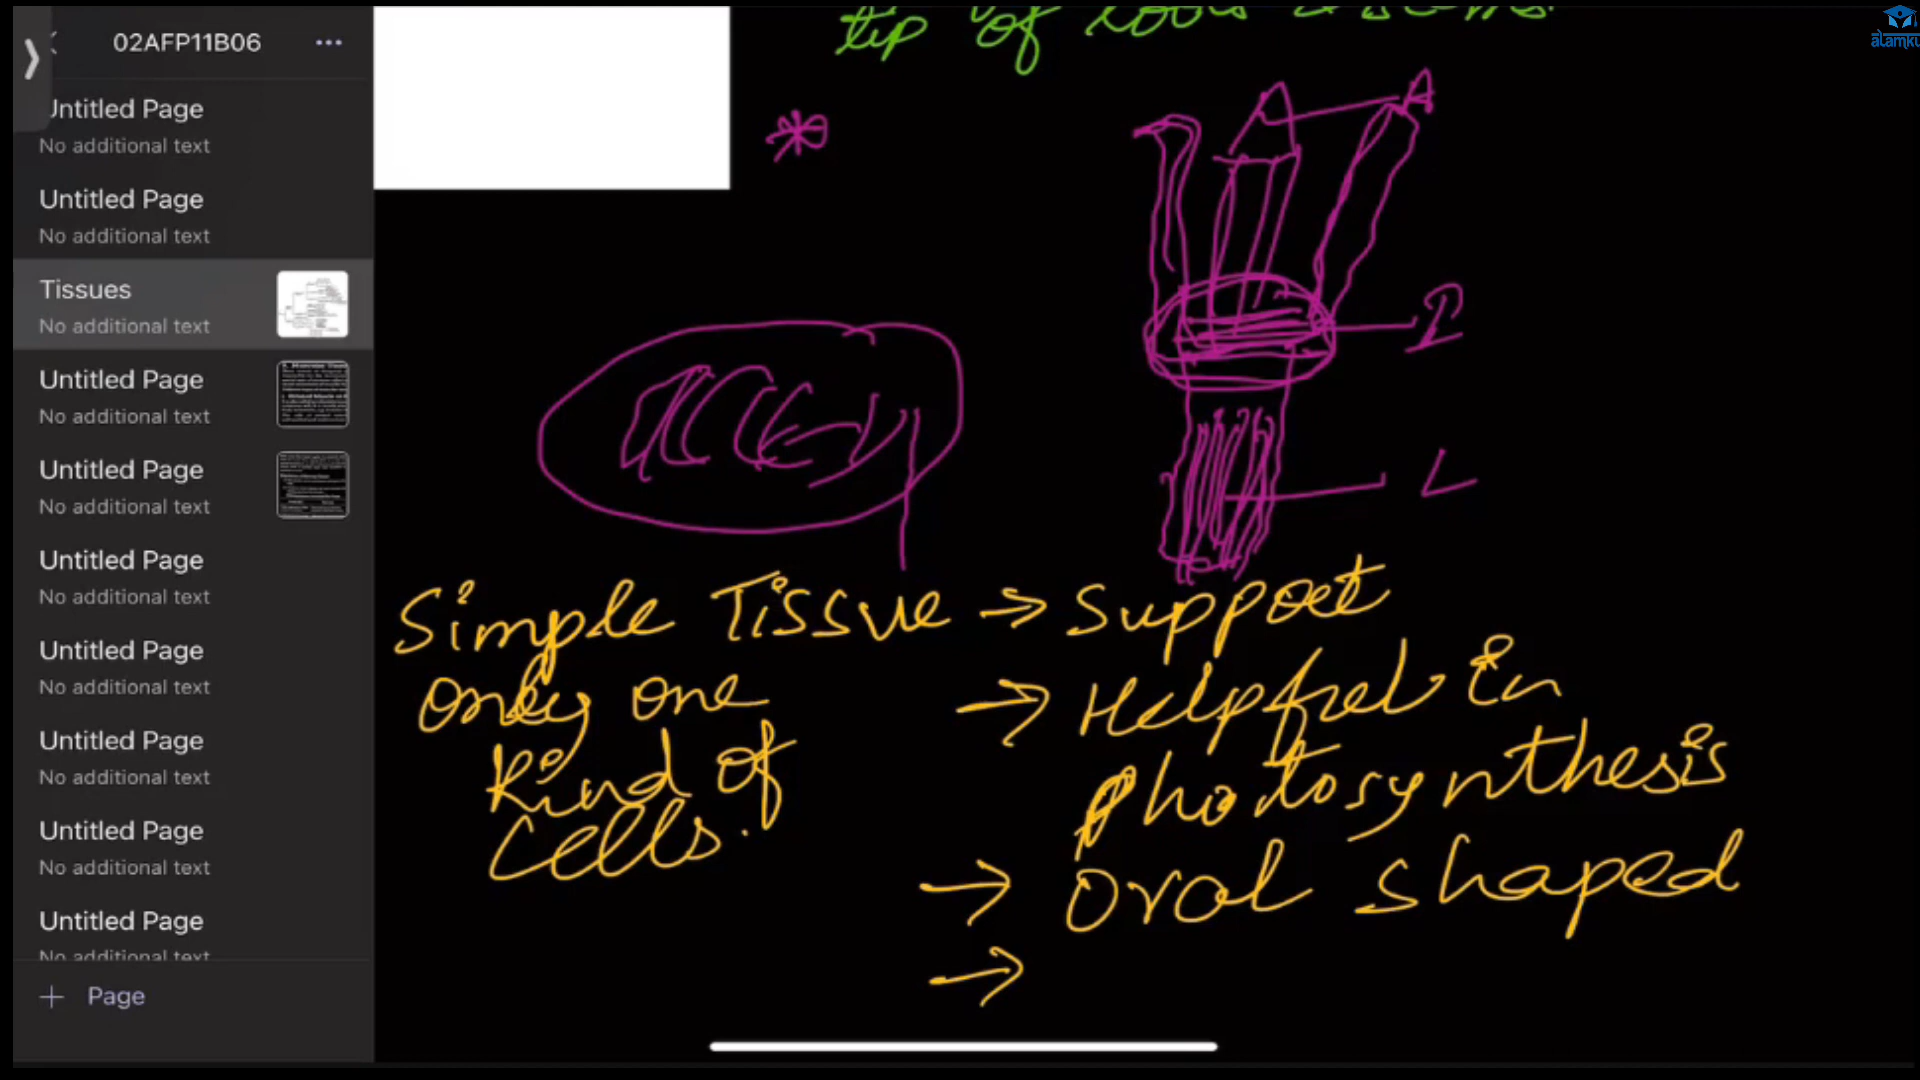 02AFP11B06
Untitled Page
No additional text
Untitled Page
No additional text
Tissues
No additional text
Untitled Page
No additional text
Untitled Page
No additional text
Untitled Page
No additional text
Untitled Page
No additional text
Untitled Page
No additional text
Untitled Page
No additional text
Untitled Page
No additional text
+ Page
tip of
A
A
I
L
Simple Tissue → Support
Only one → Helpful in
Kind of photosynthesis
Cells. → Oval shaped
→